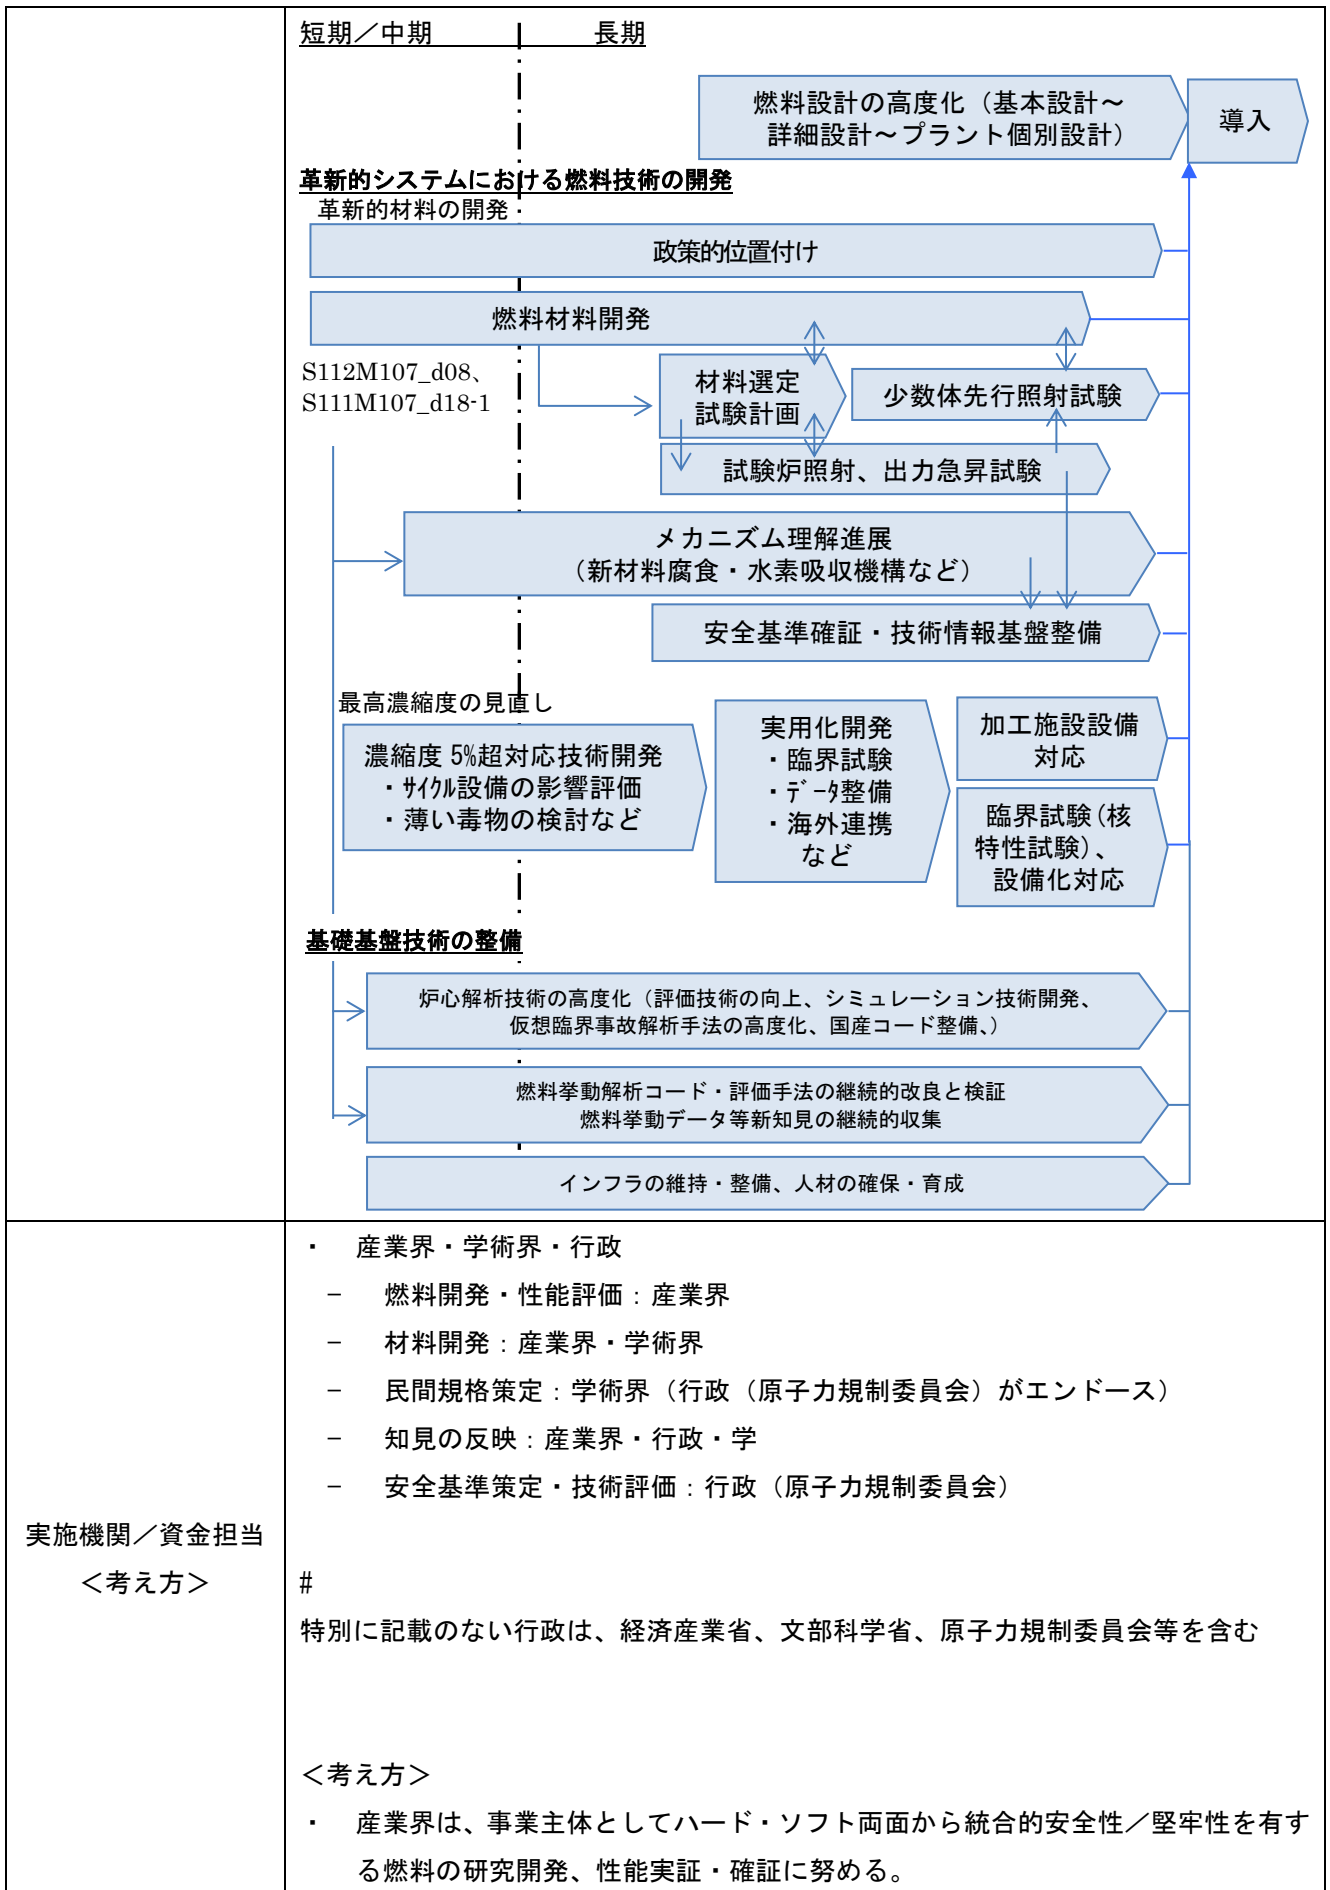 短期／中期　　　長期
燃料設計の高度化（基本設計～
詳細設計～プラント個別設計）
導入
革新的システムにおける燃料技術の開発
革新的材料の開発
政策的位置付け
燃料材料開発
S112M107_d08、
S111M107_d18-1
材料選定
試験計画
少数体先行照射試験
試験炉照射、出力急昇試験
メカニズム理解進展
（新材料腐食・水素吸収機構など）
安全基準確証・技術情報基盤整備
最高濃縮度の見直し
濃縮度 5%超対応技術開発
・ｻｲｸﾙ設備の影響評価
・薄い毒物の検討など
実用化開発
・臨界試験
・ﾃﾞｰﾀ整備
・海外連携
など
加工施設設備
対応
臨界試験（核
特性試験）、
設備化対応
基礎基盤技術の整備
炉心解析技術の高度化（評価技術の向上、シミュレーション技術開発、
仮想臨界事故解析手法の高度化、国産コード整備、）
燃料挙動解析コード・評価手法の継続的改良と検証
燃料挙動データ等新知見の継続的収集
インフラの維持・整備、人材の確保・育成
実施機関／資金担当
＜考え方＞
・　産業界・学術界・行政
－　燃料開発・性能評価：産業界
－　材料開発：産業界・学術界
－　民間規格策定：学術界（行政（原子力規制委員会）がエンドース）
－　知見の反映：産業界・行政・学
－　安全基準策定・技術評価：行政（原子力規制委員会）
#
特別に記載のない行政は、経済産業省、文部科学省、原子力規制委員会等を含む
＜考え方＞
・　産業界は、事業主体としてハード・ソフト両面から統合的安全性／堅牢性を有す
る燃料の研究開発、性能実証・確証に努める。